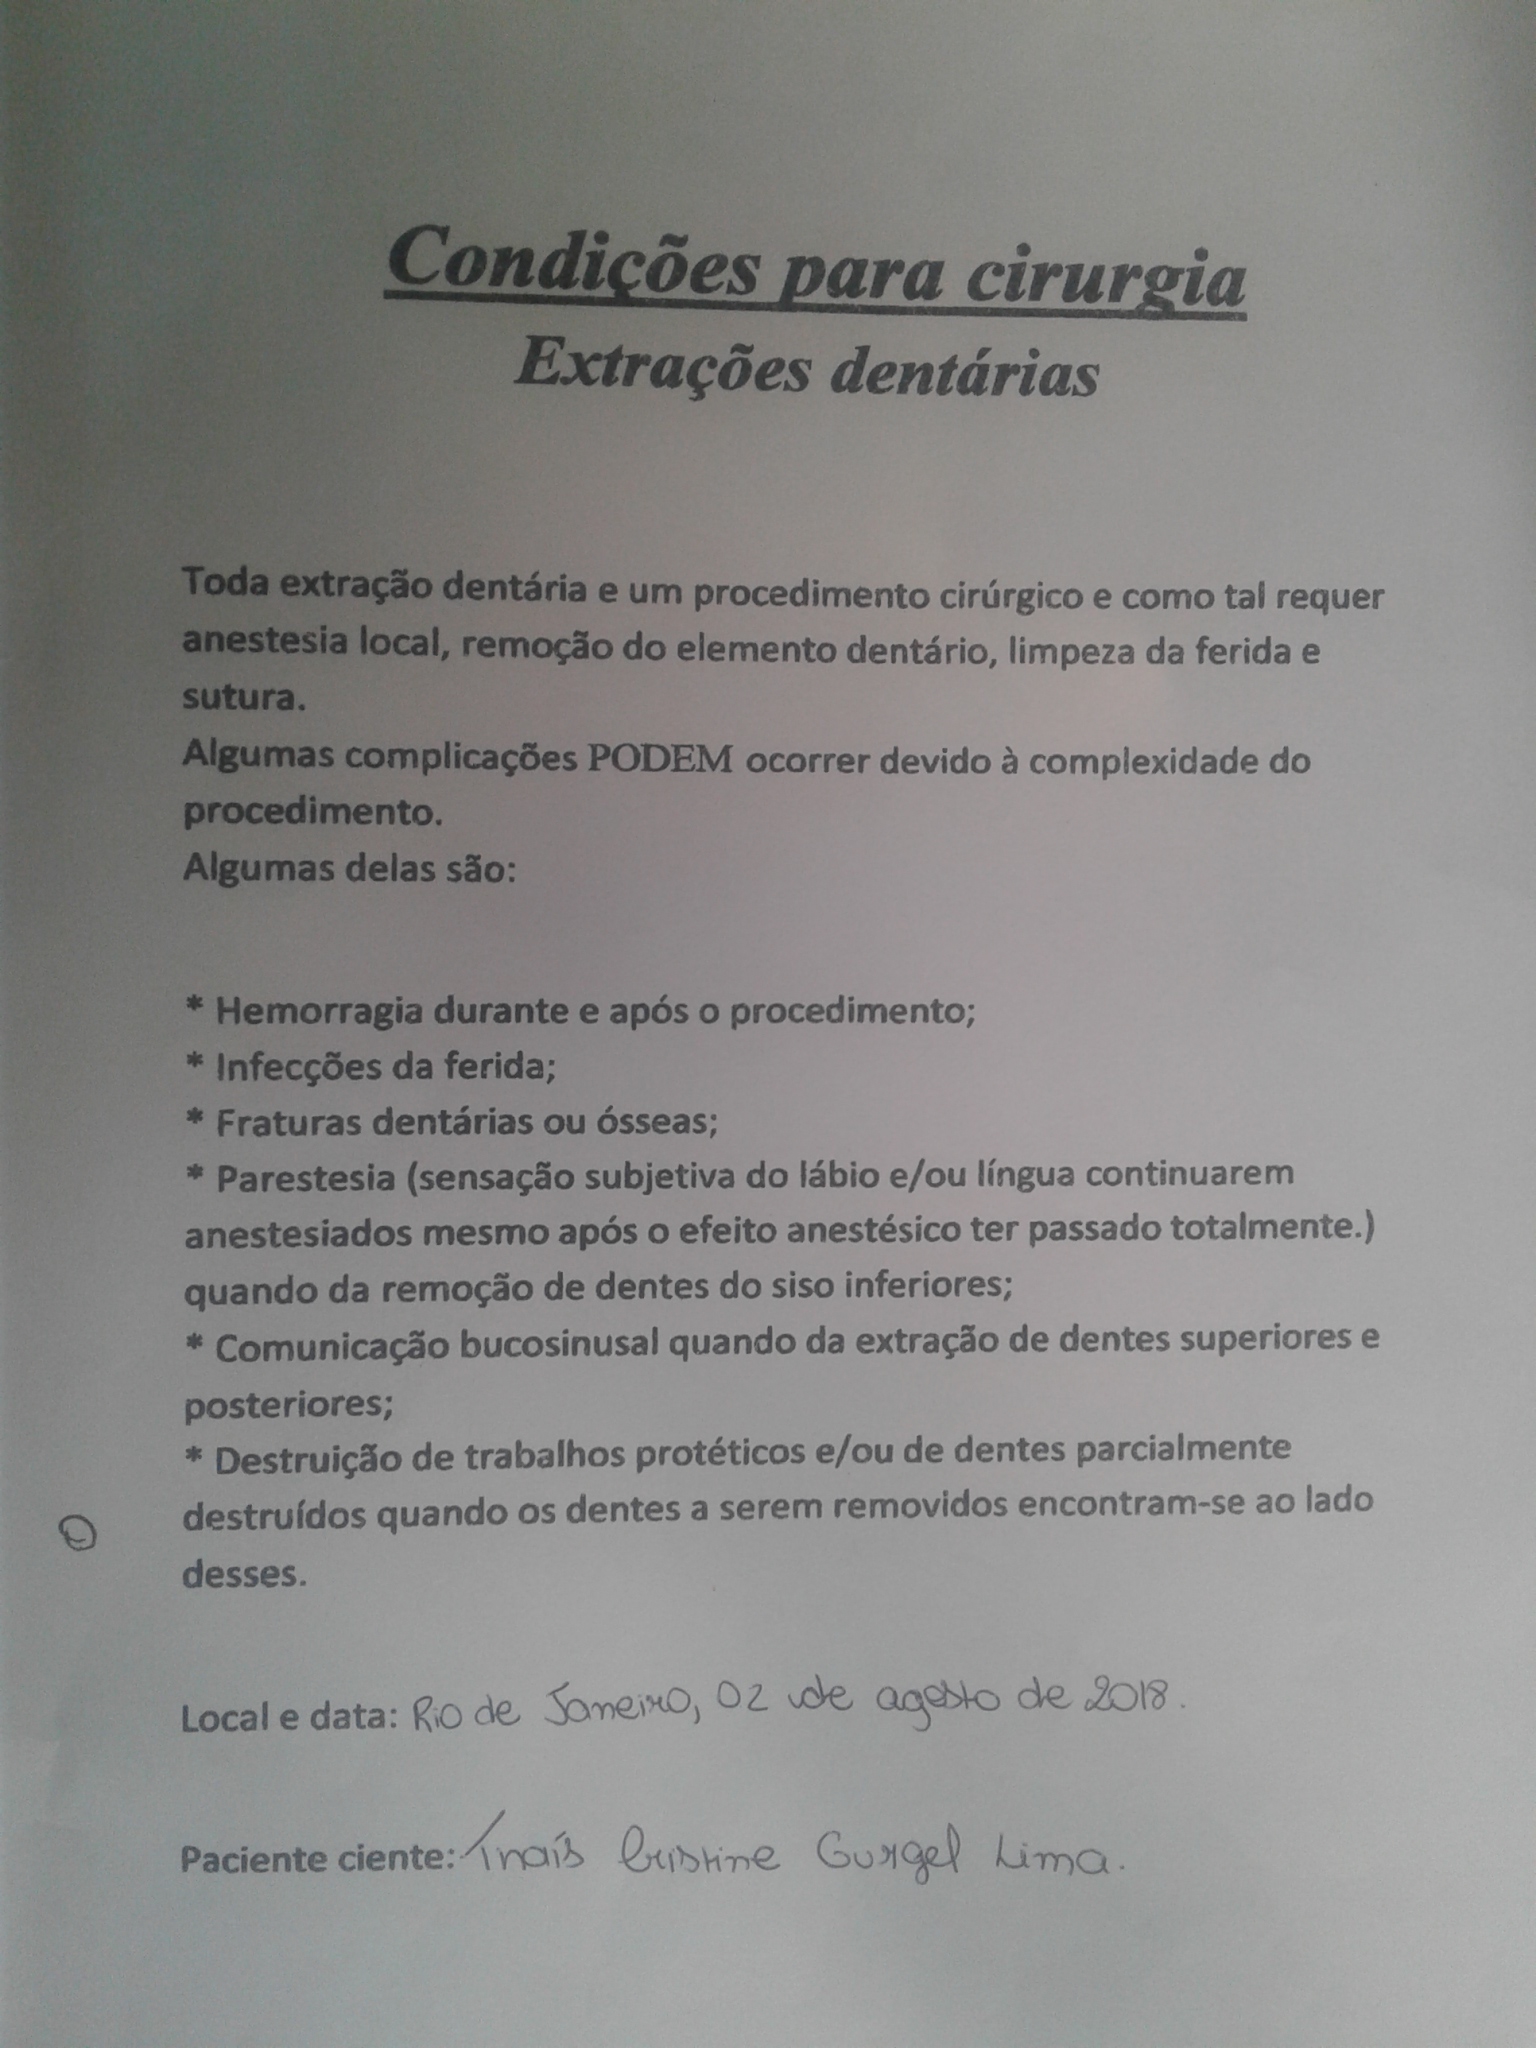 Condições para cirurgia
Extrações dentárias
Toda extração dentária e um procedimento cirúrgico e como tal requer
anestesia local, remoção do elemento dentário, limpeza da ferida e
sutura.
Algumas complicações PODEM ocorrer devido à complexidade do
procedimento.
Algumas delas são:
* Hemorragia durante e após o procedimento;
* Infecções da ferida;
* Fraturas dentárias ou ósseas;
* Parestesia (sensação subjetiva do lábio e/ou língua continuarem
anestesiados mesmo após o efeito anestésico ter passado totalmente.)
quando da remoção de dentes do siso inferiores;
* Comunicação bucosinusal quando da extração de dentes superiores e
posteriores;
* Destruição de trabalhos protéticos e/ou de dentes parcialmente
destruídos quando os dentes a serem removidos encontram-se ao lado
desses.
Local e data: Rio de Janeiro, 02 de agosto de 2018.
Paciente ciente: Thaís Cristine Gurgel Lima.